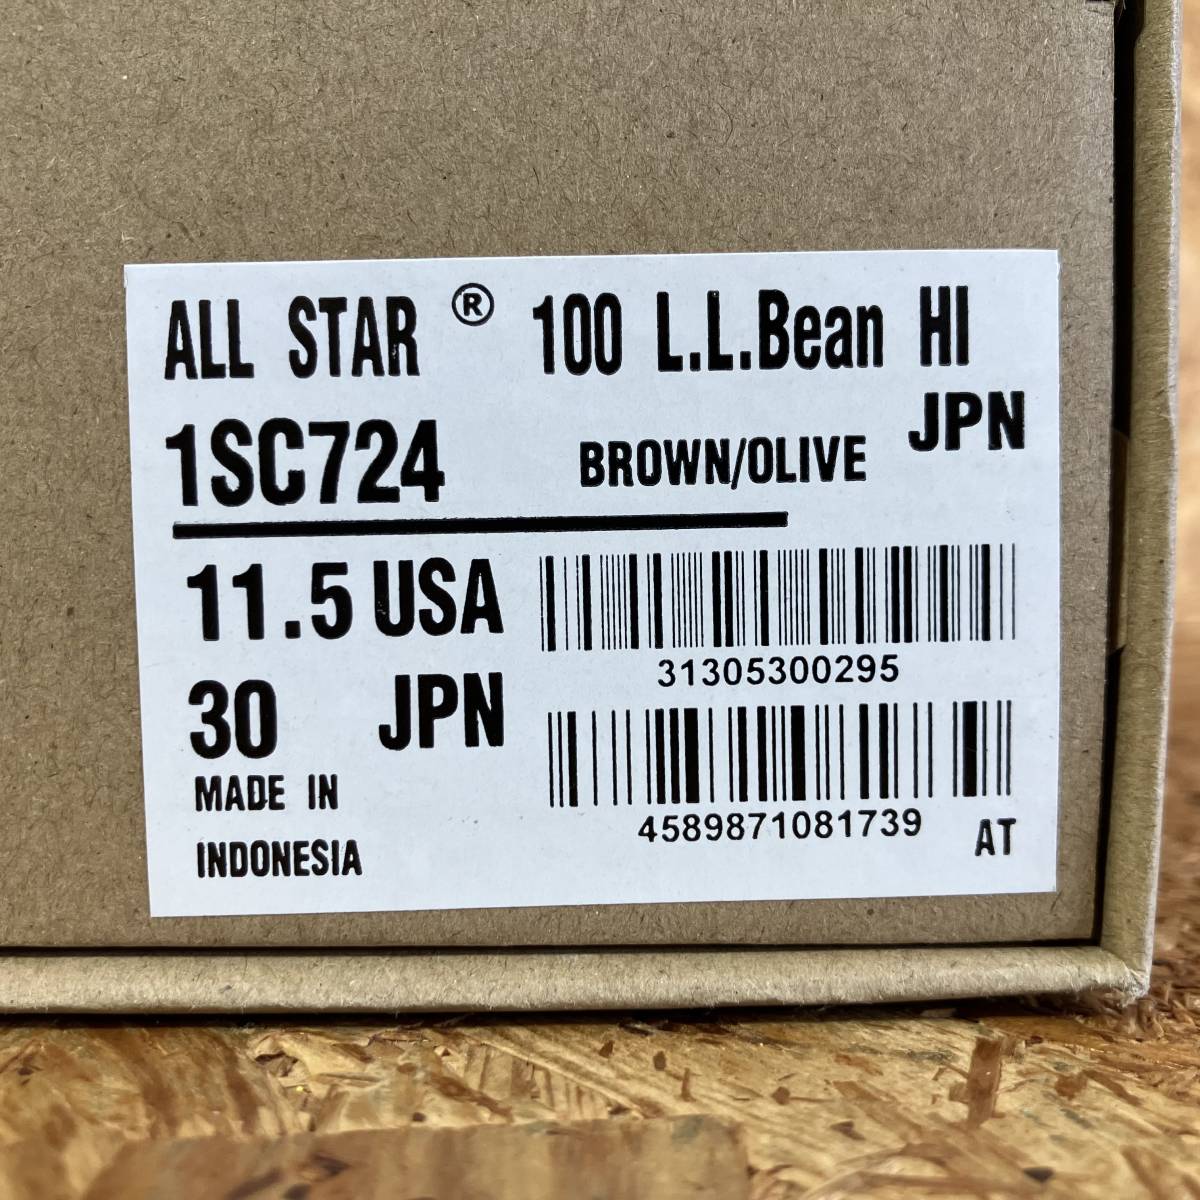 ALL STAR ® 100 L.L.Bean HI
1SC724 BROWN/OLIVE JPN
11.5 USA
31305300295
30 JPN
MADE IN
INDONESIA
4589871081739 AT